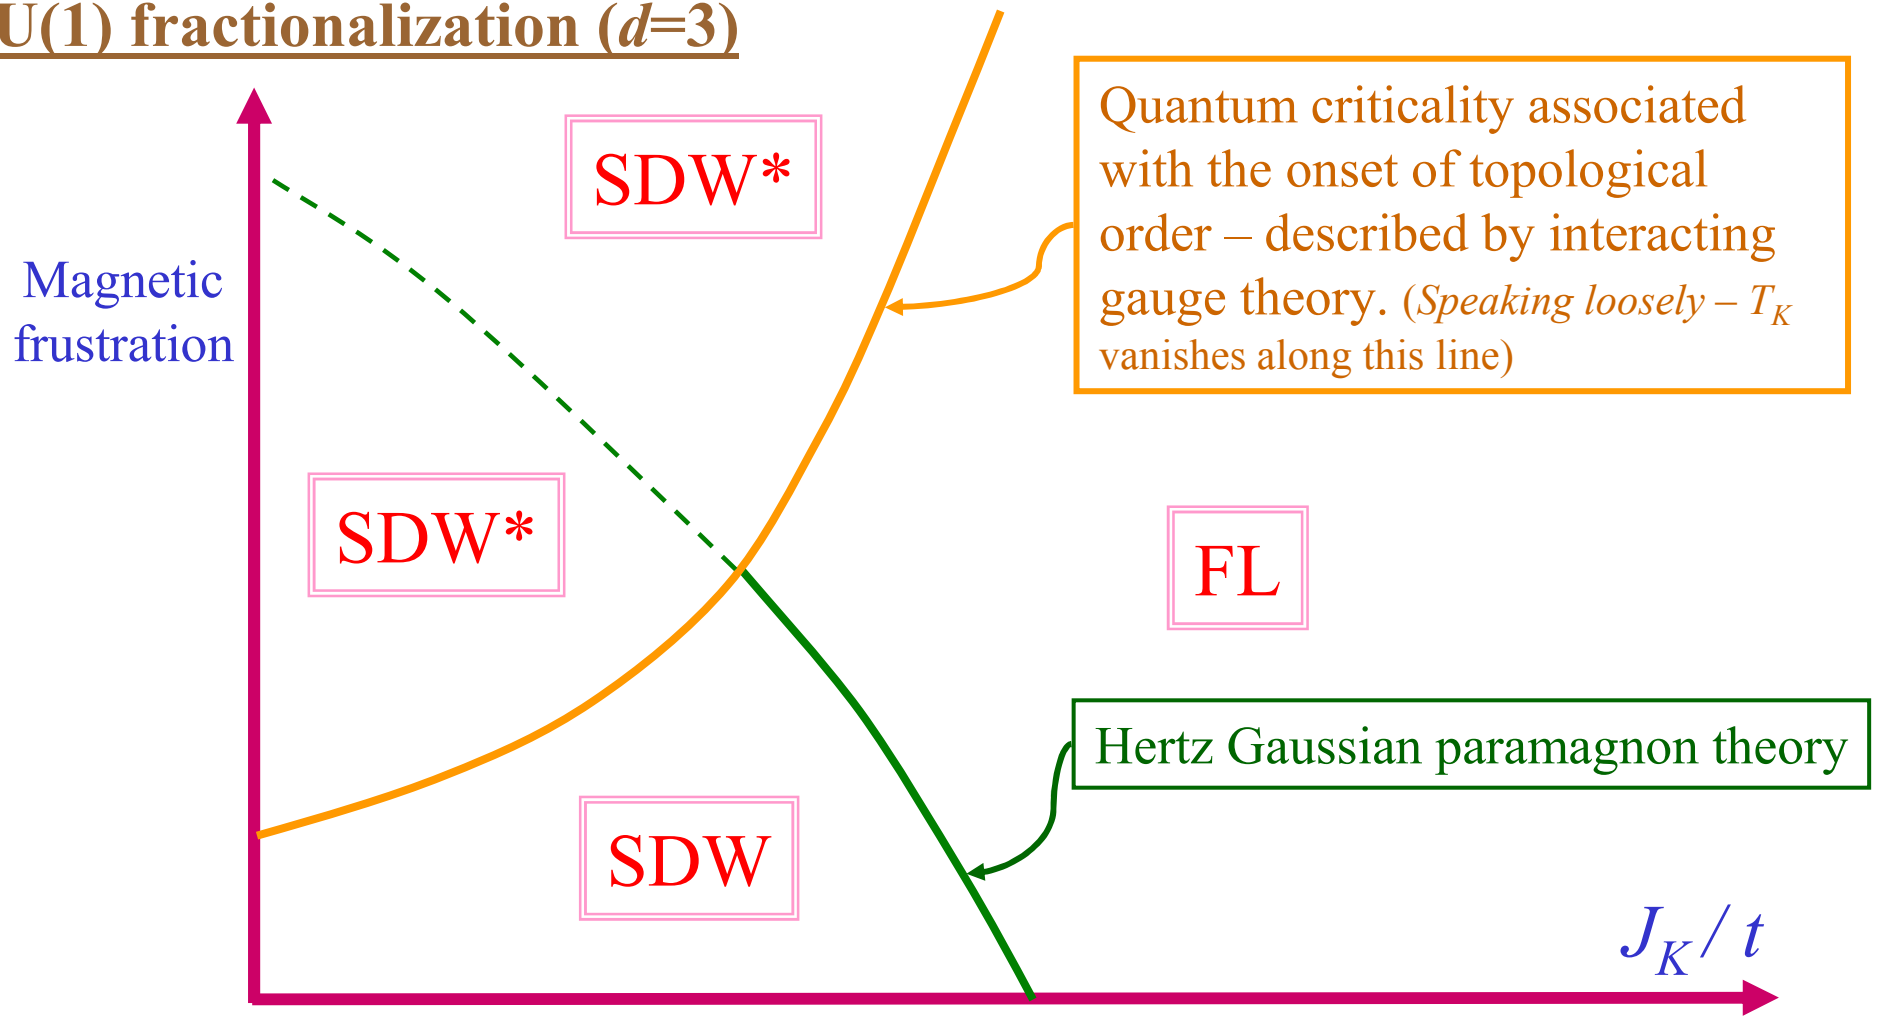 U(1) fractionalization (d=3)
SDW*
Quantum criticality associated
with the onset of topological
order – described by interacting
gauge theory. (Speaking loosely – T_K
vanishes along this line)
Magnetic
frustration
SDW*
FL
Hertz Gaussian paramagnon theory
SDW
J_K / t